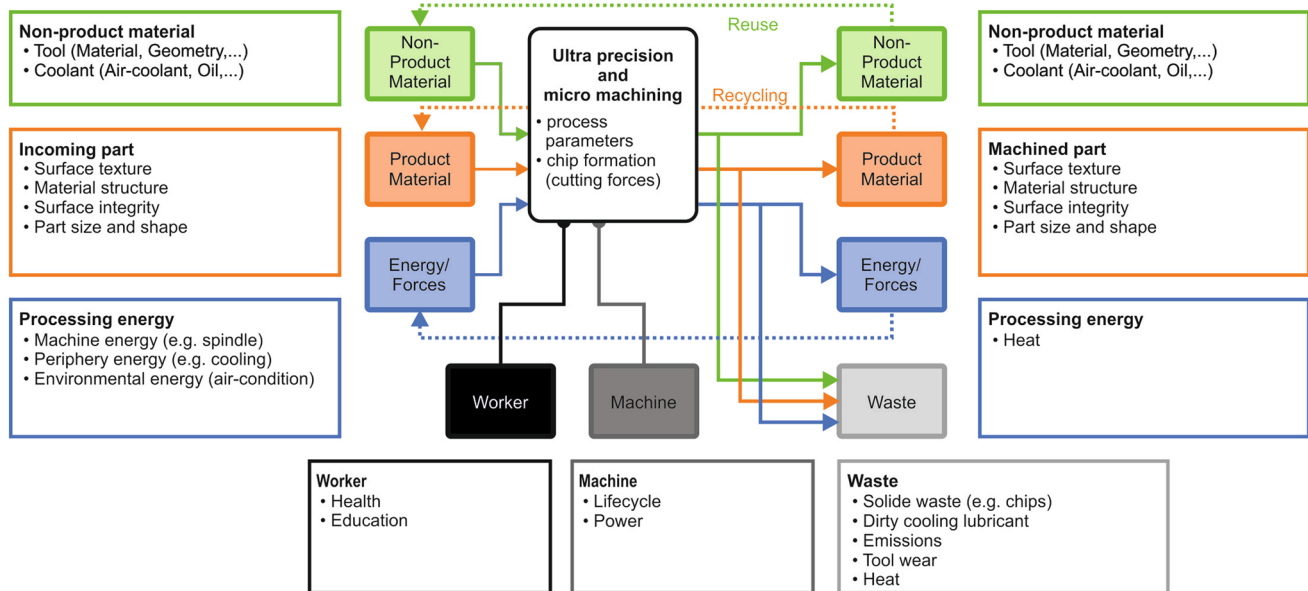 Non-product material
• Tool (Material, Geometry,...)
• Coolant (Air-coolant, Oil,...)
Incoming part
• Surface texture
• Material structure
• Surface integrity
• Part size and shape
Processing energy
• Machine energy (e.g. spindle)
• Periphery energy (e.g. cooling)
• Environmental energy (air-condition)
Non-
Product
Material
Product
Material
Energy/
Forces
Ultra precision
and
micro machining
• process
parameters
• chip formation
(cutting forces)
Reuse
Recycling
Non-
Product
Material
Product
Material
Energy/
Forces
Worker
Machine
Waste
Non-product material
• Tool (Material, Geometry,...)
• Coolant (Air-coolant, Oil,...)
Machined part
• Surface texture
• Material structure
• Surface integrity
• Part size and shape
Processing energy
• Heat
Worker
• Health
• Education
Machine
• Lifecycle
• Power
Waste
• Solide waste (e.g. chips)
• Dirty cooling lubricant
• Emissions
• Tool wear
• Heat